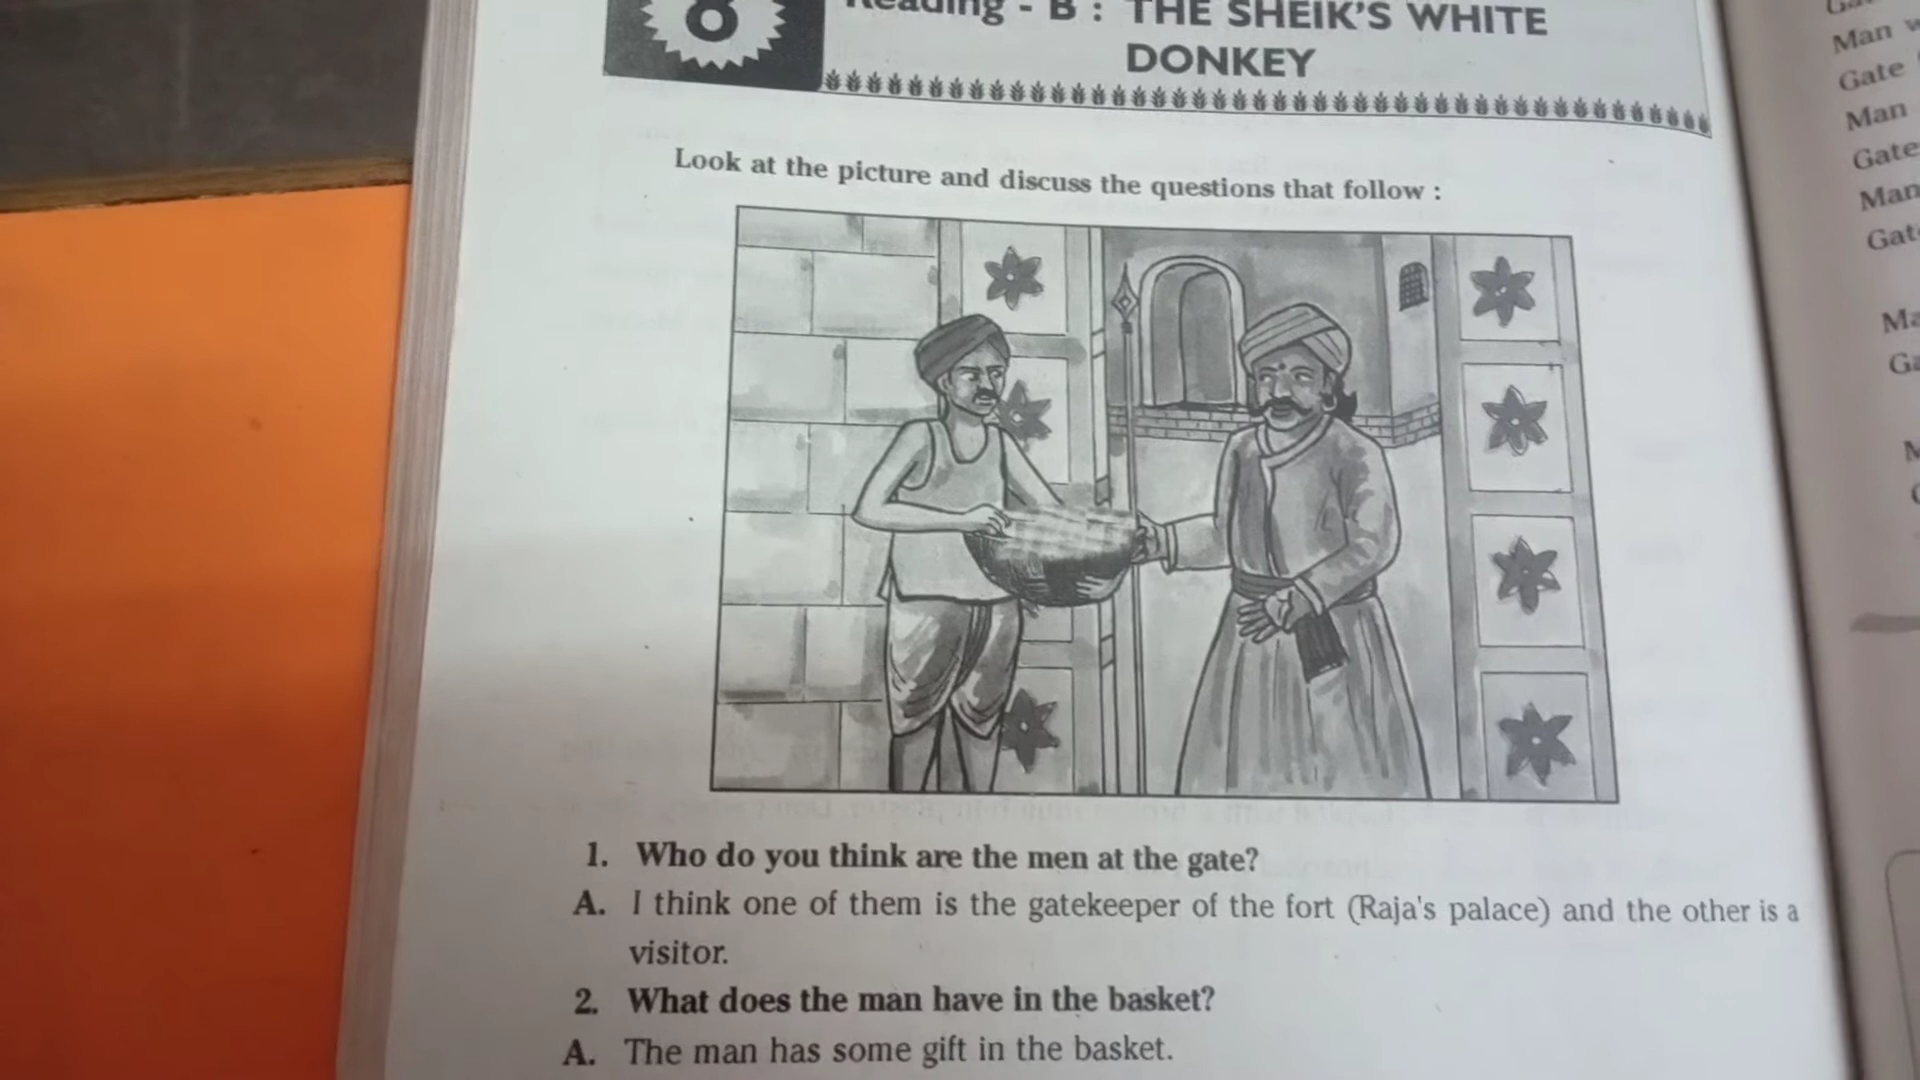 8
Reading - B : THE SHEIK'S WHITE
DONKEY
Look at the picture and discuss the questions that follow :
1. Who do you think are the men at the gate?
A. I think one of them is the gatekeeper of the fort (Raja's palace) and the other is a
visitor.
2. What does the man have in the basket?
A. The man has some gift in the basket.
Man
Gate
Man
Gate
Man